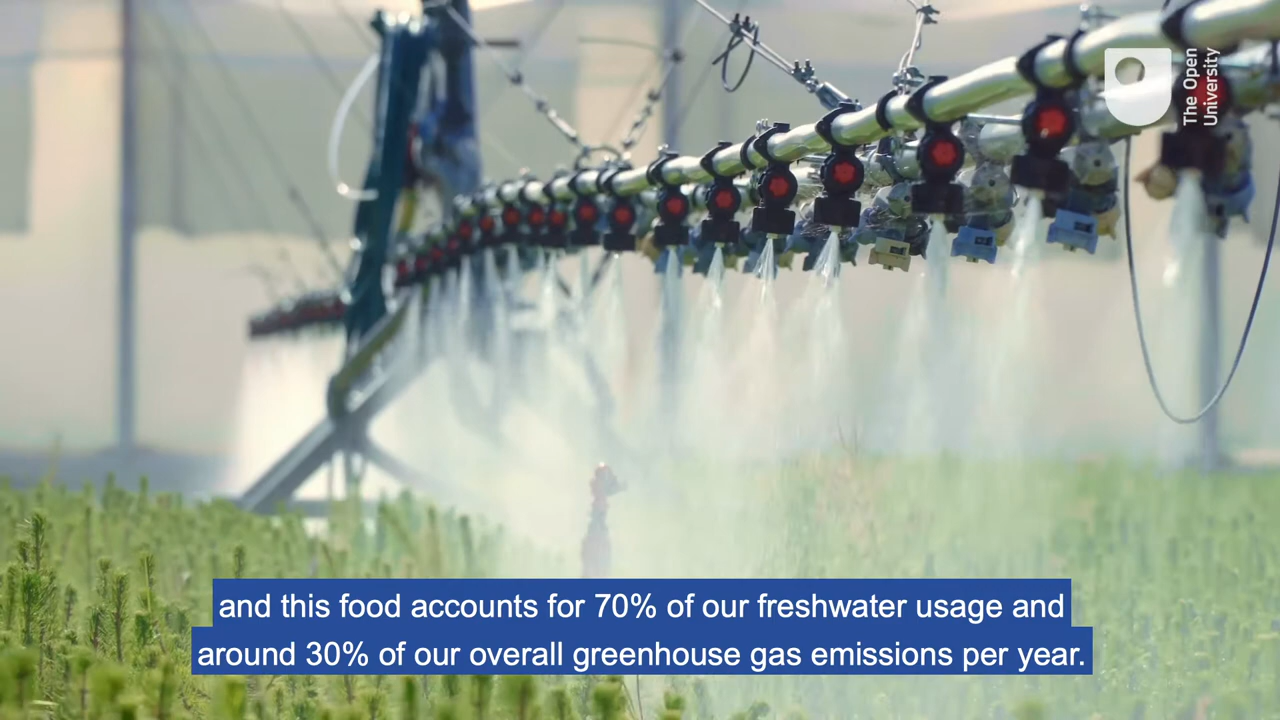 The Open
University
and this food accounts for 70% of our freshwater usage and
around 30% of our overall greenhouse gas emissions per year.